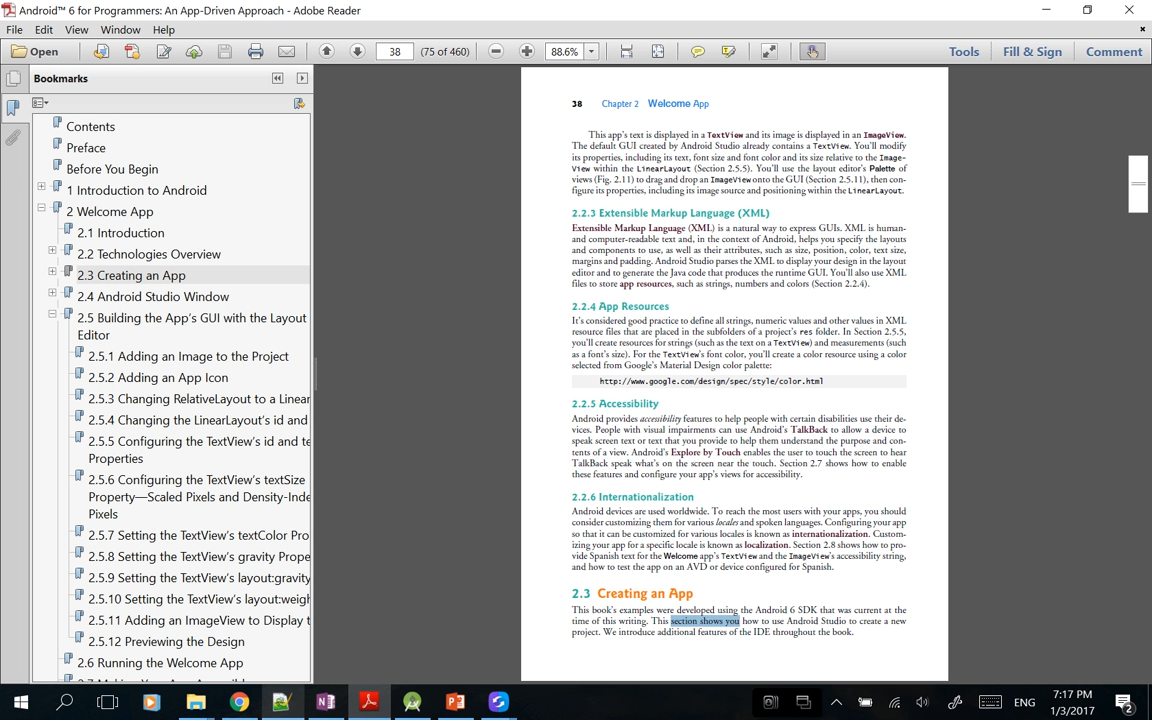 Android™ 6 for Programmers: An App-Driven Approach - Adobe Reader
File Edit View Window Help
Open 38 (75 of 460) 88.6% Tools Fill & Sign Comment
Bookmarks
Contents
Preface
Before You Begin
1 Introduction to Android
2 Welcome App
2.1 Introduction
2.2 Technologies Overview
2.3 Creating an App
2.4 Android Studio Window
2.5 Building the App's GUI with the Layout
Editor
2.5.1 Adding an Image to the Project
2.5.2 Adding an App Icon
2.5.3 Changing RelativeLayout to a Linear
2.5.4 Changing the LinearLayout's id and
2.5.5 Configuring the TextView's id and te
Properties
2.5.6 Configuring the TextView's textSize
Property—Scaled Pixels and Density-Inde
Pixels
2.5.7 Setting the TextView's textColor Pro
2.5.8 Setting the TextView's gravity Prope
2.5.9 Setting the TextView's layout:gravity
2.5.10 Setting the TextView's layout:weigh
2.5.11 Adding an ImageView to Display t
2.5.12 Previewing the Design
2.6 Running the Welcome App
38 Chapter 2 Welcome App
This app's text is displayed in a TextView and its image is displayed in an ImageView.
The default GUI created by Android Studio already contains a TextView. You'll modify
its properties, including its text, font size and font color and its size relative to the Image-
View within the LinearLayout (Section 2.5.5). You'll use the layout editor's Palette of
views (Fig. 2.11) to drag and drop an ImageView onto the GUI (Section 2.5.11), then con-
figure its properties, including its image source and positioning within the LinearLayout.
2.2.3 Extensible Markup Language (XML)
Extensible Markup Language (XML) is a natural way to express GUIs. XML is human-
and computer-readable text and, in the context of Android, helps you specify the layouts
and components to use, as well as their attributes, such as size, position, color, text size,
margins and padding. Android Studio parses the XML to display your design in the layout
editor and to generate the Java code that produces the runtime GUI. You'll also use XML
files to store app resources, such as strings, numbers and colors (Section 2.2.4).
2.2.4 App Resources
It's considered good practice to define all strings, numeric values and other values in XML
resource files that are placed in the subfolders of a project's res folder. In Section 2.5.5,
you'll create resources for strings (such as the text on a TextView) and measurements (such
as a font's size). For the TextView's font color, you'll create a color resource using a color
selected from Google's Material Design color palette:
http://www.google.com/design/spec/style/color.html
2.2.5 Accessibility
Android provides accessibility features to help people with certain disabilities use their de-
vices. People with visual impairments can use Android's TalkBack to allow a device to
speak screen text or text that you provide to help them understand the purpose and con-
tents of a view. Android's Explore by Touch enables the user to touch the screen to hear
TalkBack speak what's on the screen near the touch. Section 2.7 shows how to enable
these features and configure your app's views for accessibility.
2.2.6 Internationalization
Android devices are used worldwide. To reach the most users with your apps, you should
consider customizing them for various locales and spoken languages. Configuring your app
so that it can be customized for various locales is known as internationalization. Custom-
izing your app for a specific locale is known as localization. Section 2.8 shows how to pro-
vide Spanish text for the Welcome app's TextView and the ImageView's accessibility string,
and how to test the app on an AVD or device configured for Spanish.
2.3 Creating an App
This book's examples were developed using the Android 6 SDK that was current at the
time of this writing. This section shows you how to use Android Studio to create a new
project. We introduce additional features of the IDE throughout the book.
ENG
7:17 PM
1/3/2017
2